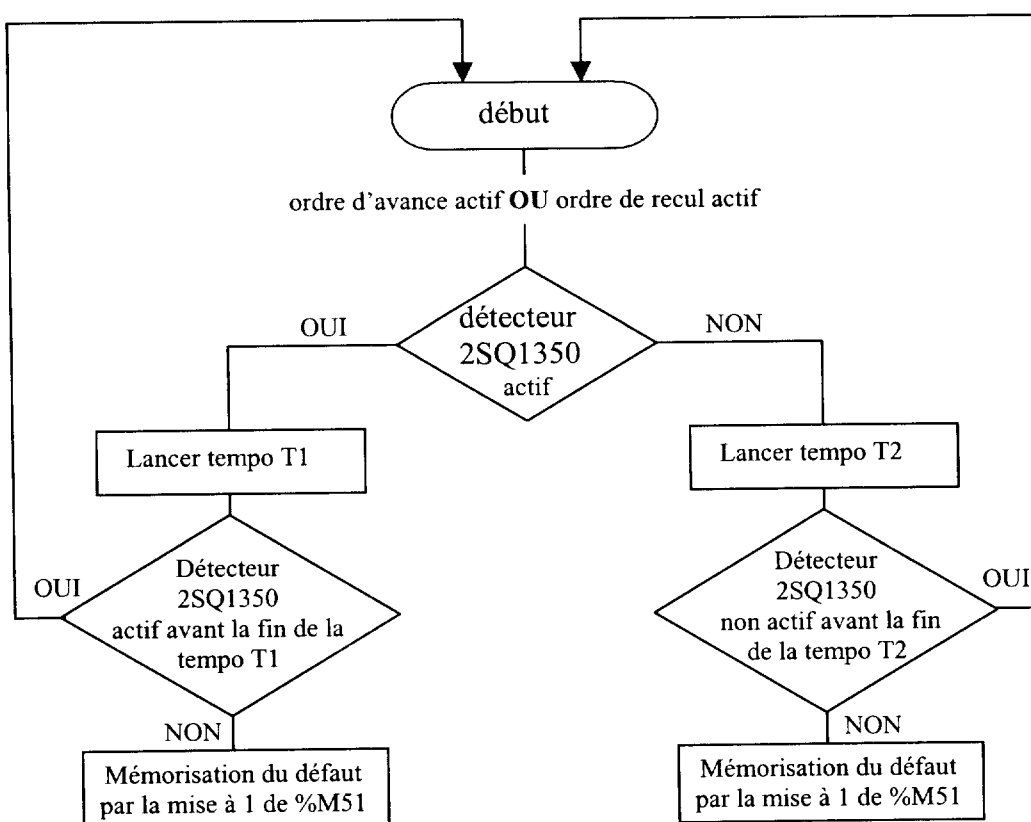 début
ordre d'avance actif OU ordre de recul actif
OUI
détecteur
2SQ1350
actif
NON
Lancer tempo T1
Lancer tempo T2
OUI
Détecteur
2SQ1350
actif avant la fin de la
tempo T1
Détecteur
2SQ1350
non actif avant la fin
de la tempo T2
OUI
NON
NON
Mémorisation du défaut
par la mise à 1 de %M51
Mémorisation du défaut
par la mise à 1 de %M51